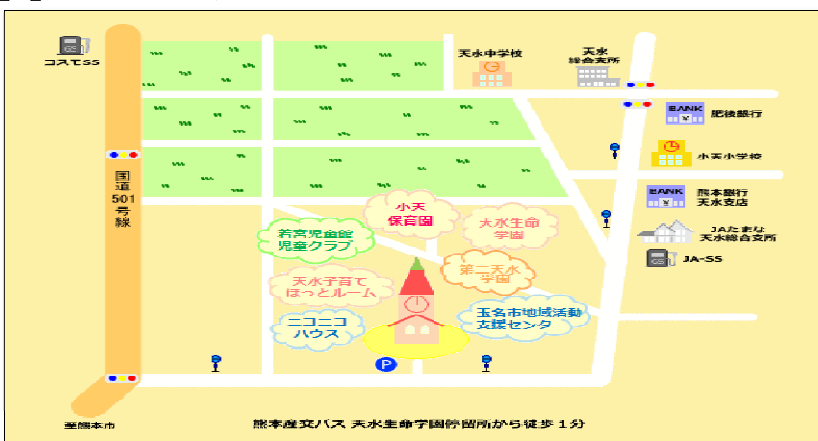 コスモSS
天水中学校
天水
総合支所
BANK
肥後銀行
小天小学校
国道
501
号線
BANK
熊本銀行
天水支店
小天
保育園
天水生命
学園
若宮児童館
児童クラブ
JAたまな
天水総合支所
第二天水
学園
JA-SS
天水子育て
ほっとルーム
玉名市地域活動
支援センタ
ニコニコ
ハウス
P
至熊本市
熊本産交バス 天水生命学園停留所から徒歩1分